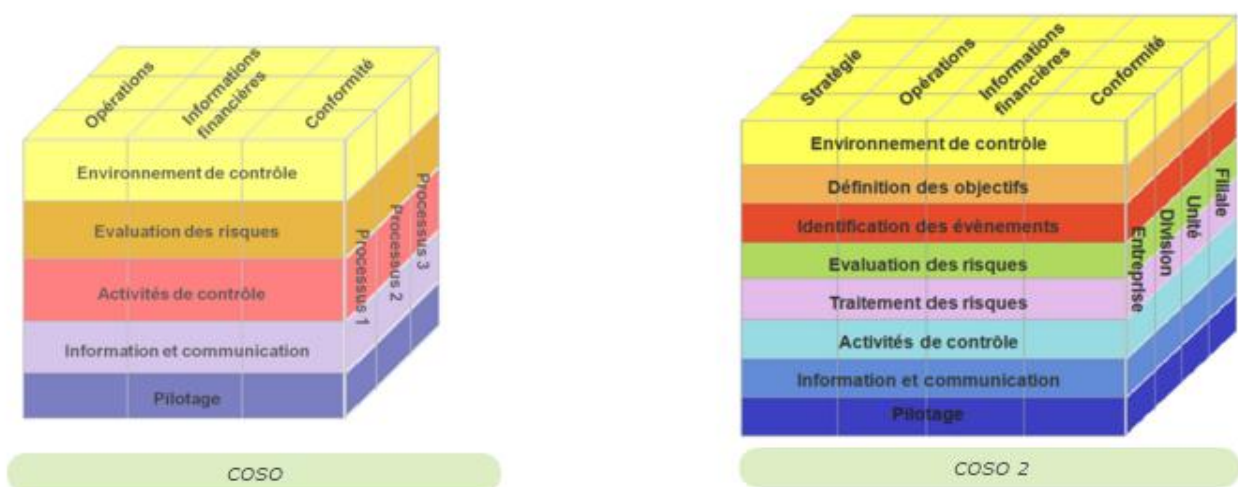 Opérations
Informations
financières
Conformité
Environnement de contrôle
Evaluation des risques
Activités de contrôle
Information et communication
Pilotage
Processus 1
Processus 2
Processus 3
COSO
Stratégie
Opérations
Informations
financières
Conformité
Environnement de contrôle
Définition des objectifs
Identification des évènements
Evaluation des risques
Traitement des risques
Activités de contrôle
Information et communication
Pilotage
Entreprise
Division
Unité
Filiale
COSO 2